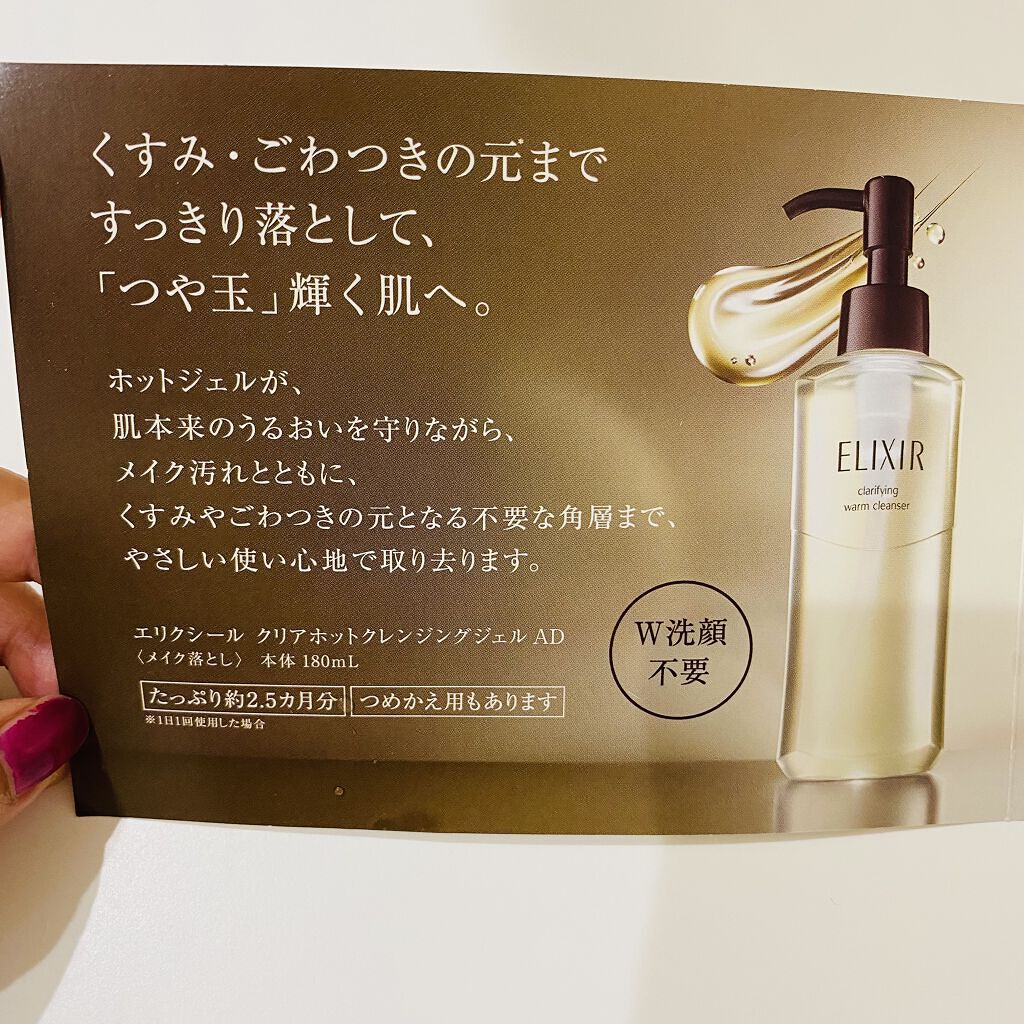 くすみ・ごわつきの元まで
すっきり落として、
「つや玉」輝く肌へ。
ホットジェルが、
肌本来のうるおいを守りながら、
メイク汚れとともに、
くすみやごわつきの元となる不要な角層まで、
やさしい使い心地で取り去ります。
エリクシール クリアホットクレンジングジェル AD
〈メイク落とし〉 本体 180mL
たっぷり約2.5カ月分 つめかえ用もあります
※1日1回使用した場合
W洗顔
不要
ELIXIR
clarifying
warm cleanser